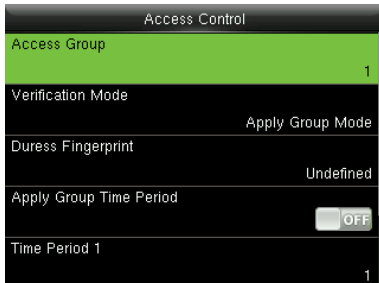 Access Control
Access Group
1
Verification Mode
Apply Group Mode
Duress Fingerprint
Undefined
Apply Group Time Period
OFF
Time Period 1
1